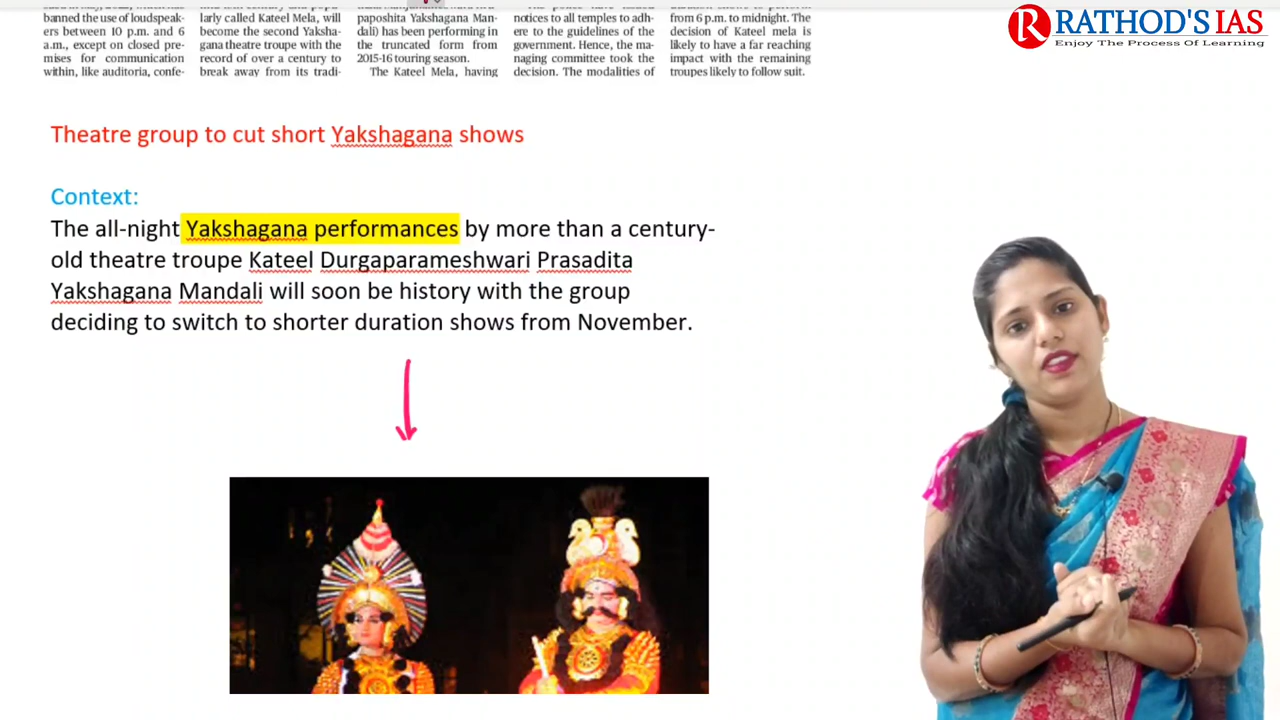 banned the use of loudspeak-
ers between 10 p.m. and 6
a.m., except on closed pre-
mises for communication
within, like auditoria, confe-
larly called Kateel Mela, will
become the second Yaksha-
gana theatre troupe with the
record of over a century to
break away from its tradi-
paposhita Yakshagana Man-
dali) has been performing in
the truncated form from
2015-16 touring season.
The Kateel Mela, having
notices to all temples to adh-
ere to the guidelines of the
government. Hence, the ma-
naging committee took the
decision. The modalities of
from 6 p.m. to midnight. The
decision of Kateel mela is
likely to have a far reaching
impact with the remaining
troupes likely to follow suit.
R RATHOD'S IAS
Enjoy The Process Of Learning
Theatre group to cut short Yakshagana shows
Context:
The all-night Yakshagana performances by more than a century-
old theatre troupe Kateel Durgaparameshwari Prasadita
Yakshagana Mandali will soon be history with the group
deciding to switch to shorter duration shows from November.